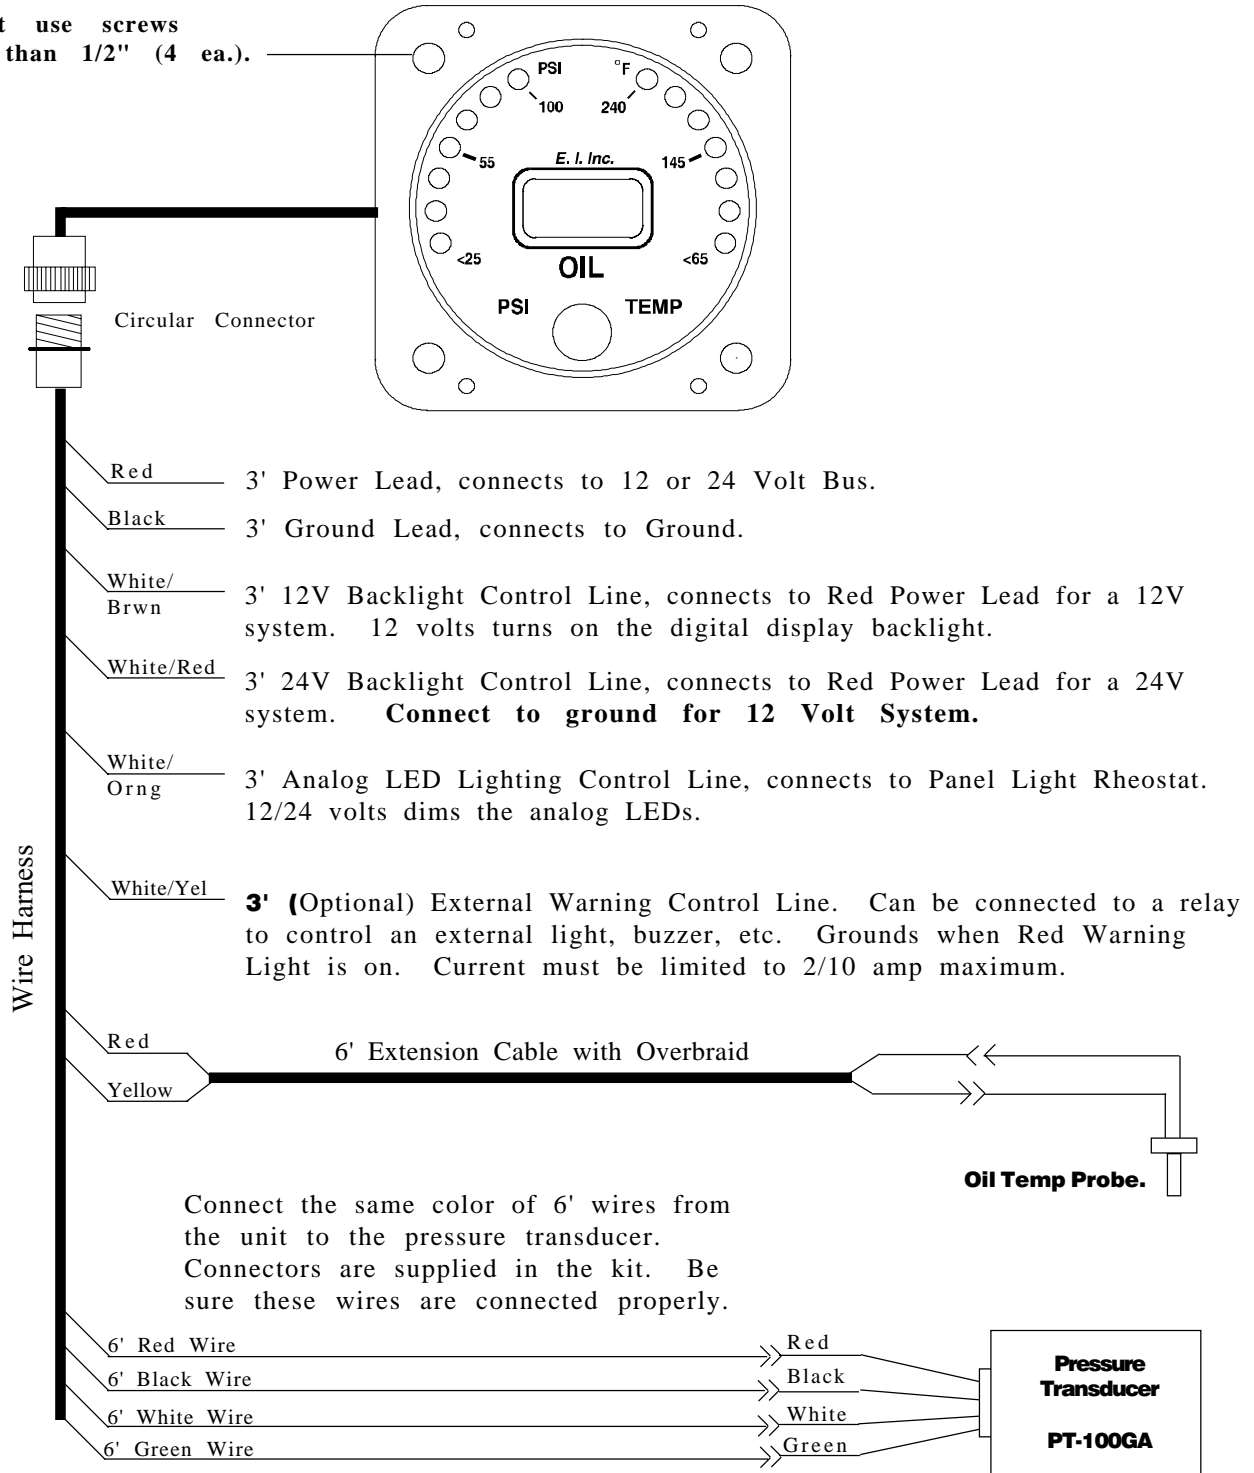 use screws
than 1/2" (4 ea.).
PSI
°F
100
240
55
E. I. Inc.
145
<25
<65
OIL
PSI
TEMP
Circular Connector
Red
3' Power Lead, connects to 12 or 24 Volt Bus.
Black
3' Ground Lead, connects to Ground.
White/
Brwn
3' 12V Backlight Control Line, connects to Red Power Lead for a 12V
system. 12 volts turns on the digital display backlight.
White/Red
3' 24V Backlight Control Line, connects to Red Power Lead for a 24V
system. Connect to ground for 12 Volt System.
White/
Orng
3' Analog LED Lighting Control Line, connects to Panel Light Rheostat.
12/24 volts dims the analog LEDs.
White/Yel
3' (Optional) External Warning Control Line. Can be connected to a relay
to control an external light, buzzer, etc. Grounds when Red Warning
Light is on. Current must be limited to 2/10 amp maximum.
Wire Harness
Red
6' Extension Cable with Overbraid
Yellow
Oil Temp Probe.
Connect the same color of 6' wires from
the unit to the pressure transducer.
Connectors are supplied in the kit. Be
sure these wires are connected properly.
6' Red Wire
Red
6' Black Wire
Black
6' White Wire
White
6' Green Wire
Green
Pressure
Transducer
PT-100GA